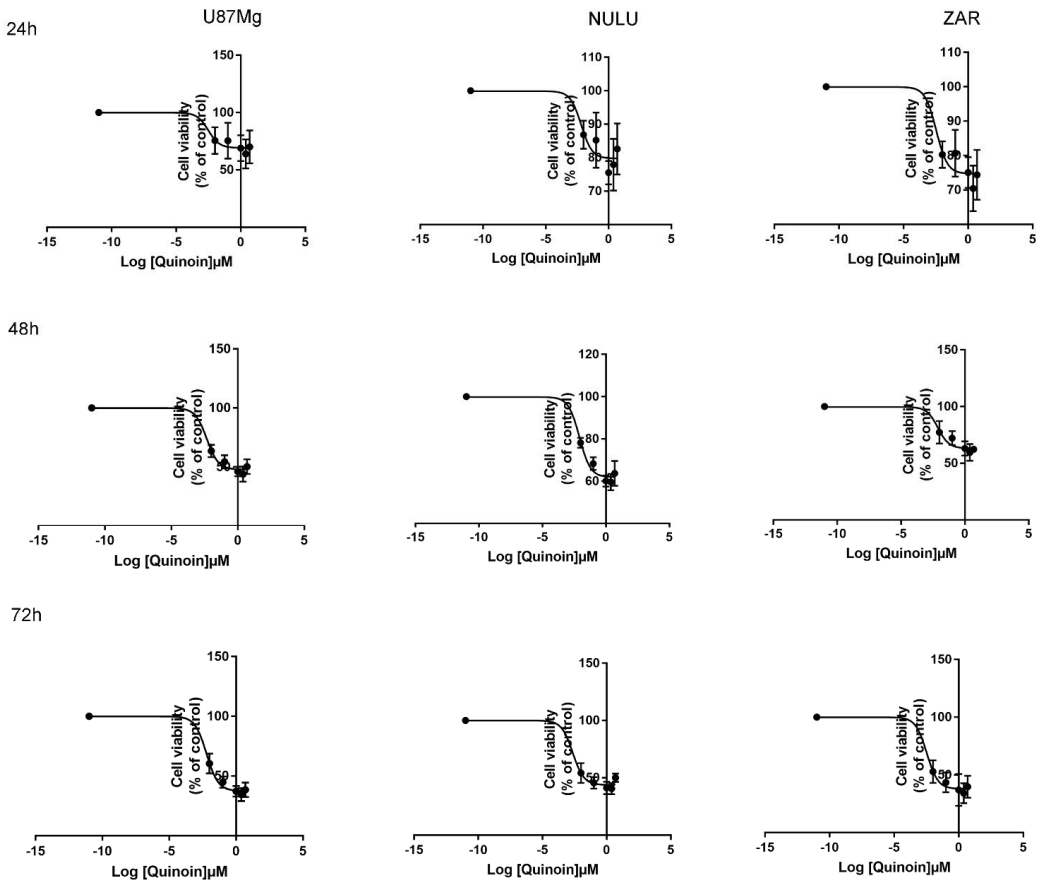 U87Mg NULU ZAR
24h
150
100
50
Cell viability
(% of control)
-15 -10 -5 0 5
Log [Quinoin]µM
110
100
90
80
70
Cell viability
(% of control)
-15 -10 -5 0 5
Log [Quinoin]µM
110
100
90
80
70
Cell viability
(% of control)
-15 -10 -5 0 5
Log [Quinoin]µM
48h
150
100
50
Cell viability
(% of control)
-15 -10 -5 0 5
Log [Quinoin]µM
120
100
80
60
Cell viability
(% of control)
-15 -10 -5 0 5
Log [Quinoin]µM
150
100
50
Cell viability
(% of control)
-15 -10 -5 0 5
Log [Quinoin]µM
72h
150
100
50
Cell viability
(% of control)
-15 -10 -5 0 5
Log [Quinoin]µM
150
100
50
Cell viability
(% of control)
-15 -10 -5 0 5
Log [Quinoin]µM
150
100
50
Cell viability
(% of control)
-15 -10 -5 0 5
Log [Quinoin]µM